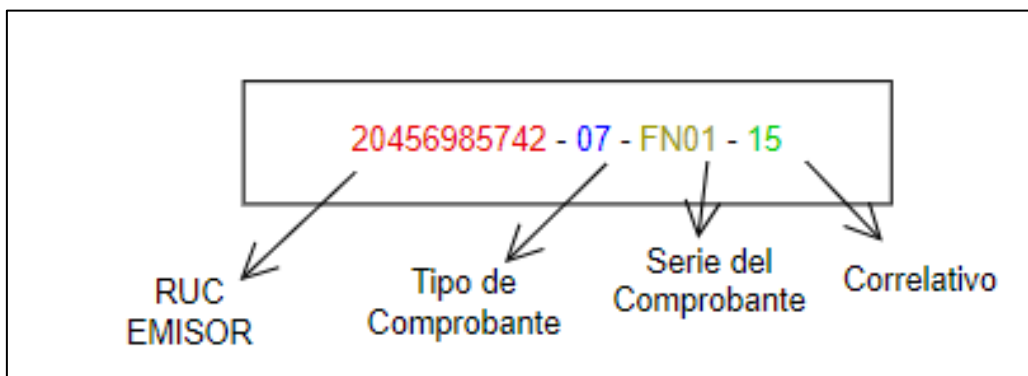 20456985742 - 07 - FN01 - 15
RUC
EMISOR
Tipo de
Comprobante
Serie del
Comprobante
Correlativo